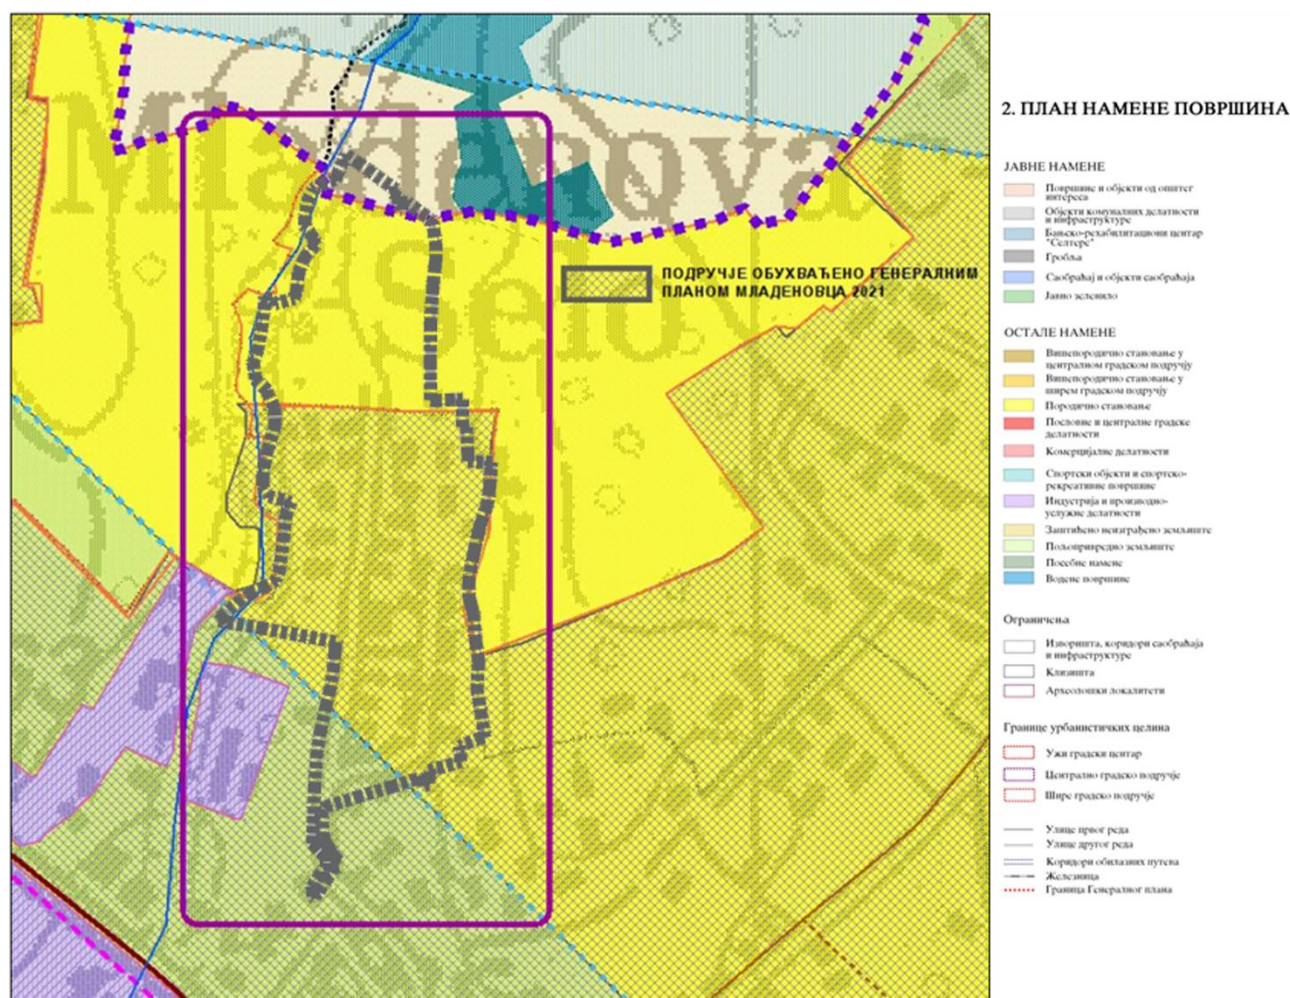 Mladenovac
Selo
ПОДРУЧЈЕ ОБУХВАЋЕНО ГЕНЕРАЛНИМ
ПЛАНОМ МЛАДЕНОВЦА 2021
2. ПЛАН НАМЕНЕ ПОВРШИНА
ЈАВНЕ НАМЕНЕ
Површине и објекти од општег
интереса
Објекти комуналних делатности
и инфраструктуре
Бањско-рехабилитациони центар
"Селтерс"
Гробља
Саобраћај и објекти саобраћаја
Јавно зеленило
ОСТАЛЕ НАМЕНЕ
Вишепородично становање у
централном градском подручју
Вишепородично становање у
ширем градском подручју
Породично становање
Пословне и централне градске
делатности
Комерцијалне делатности
Спортски објекти и спортско-
рекреативне површине
Индустрија и производно-
услужне делатности
Заштићено неизграђено земљиште
Пољопривредно земљиште
Посебне намене
Водене површине
Ограничења
Изворишта, коридори саобраћаја
и инфраструктуре
Клизишта
Археолошки локалитети
Границе урбанистичких целина
Ужи градски центар
Централно градско подручје
Шире градско подручје
Улице првог реда
Улице другог реда
Коридори обилазних путева
Железница
Граница Генералног плана